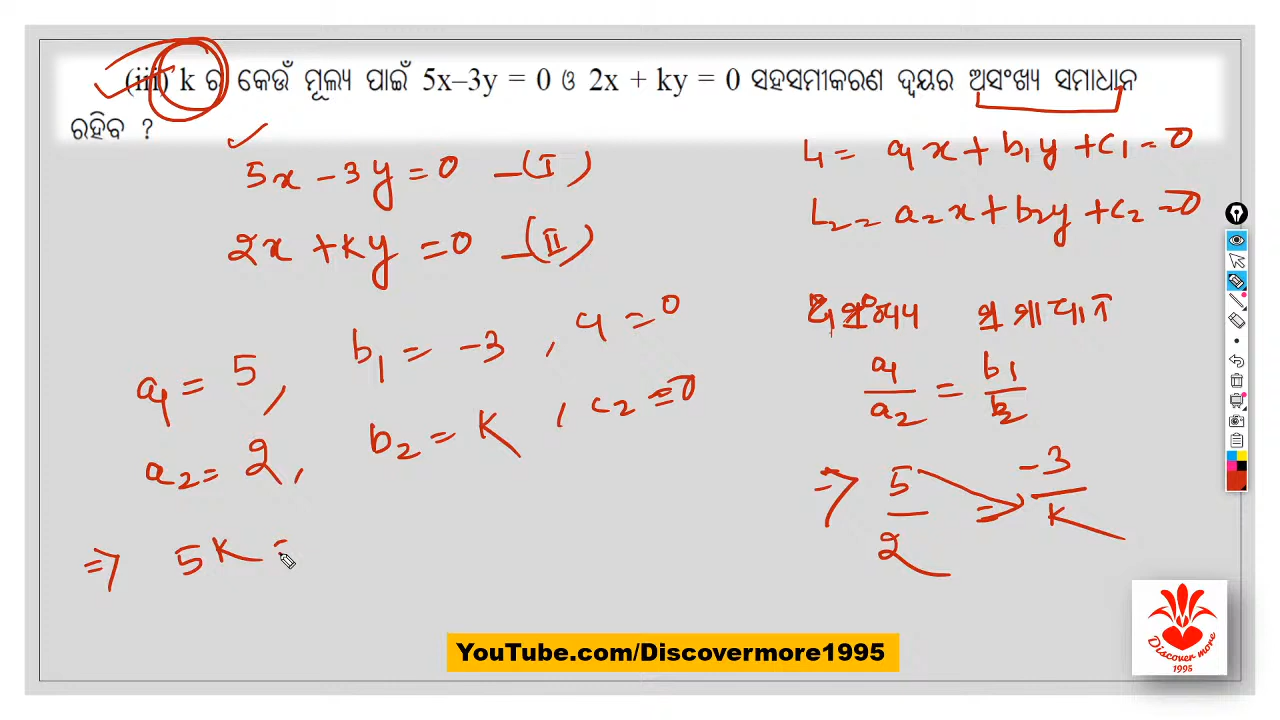 (iii) k ର କେଉଁ ମୂଲ୍ୟ ପାଇଁ 5x–3y = 0 ଓ 2x + ky = 0 ସହସମୀକରଣ ଦ୍ୱୟର ଅସଂଖ୍ୟ ସମାଧାନ
ରହିବ ?
5x - 3y = 0 —(I)
2x + ky = 0 —(II)
a1 = 5, b1 = -3, c1 = 0
a2 = 2, b2 = k, c2 = 0
⇒ 5k =
L1 = a1x + b1y + c1 = 0
L2 = a2x + b2y + c2 = 0
a1/a2 = b1/b2
⇒ 5/2 = -3/k
YouTube.com/Discovermore1995
Discover more
1995